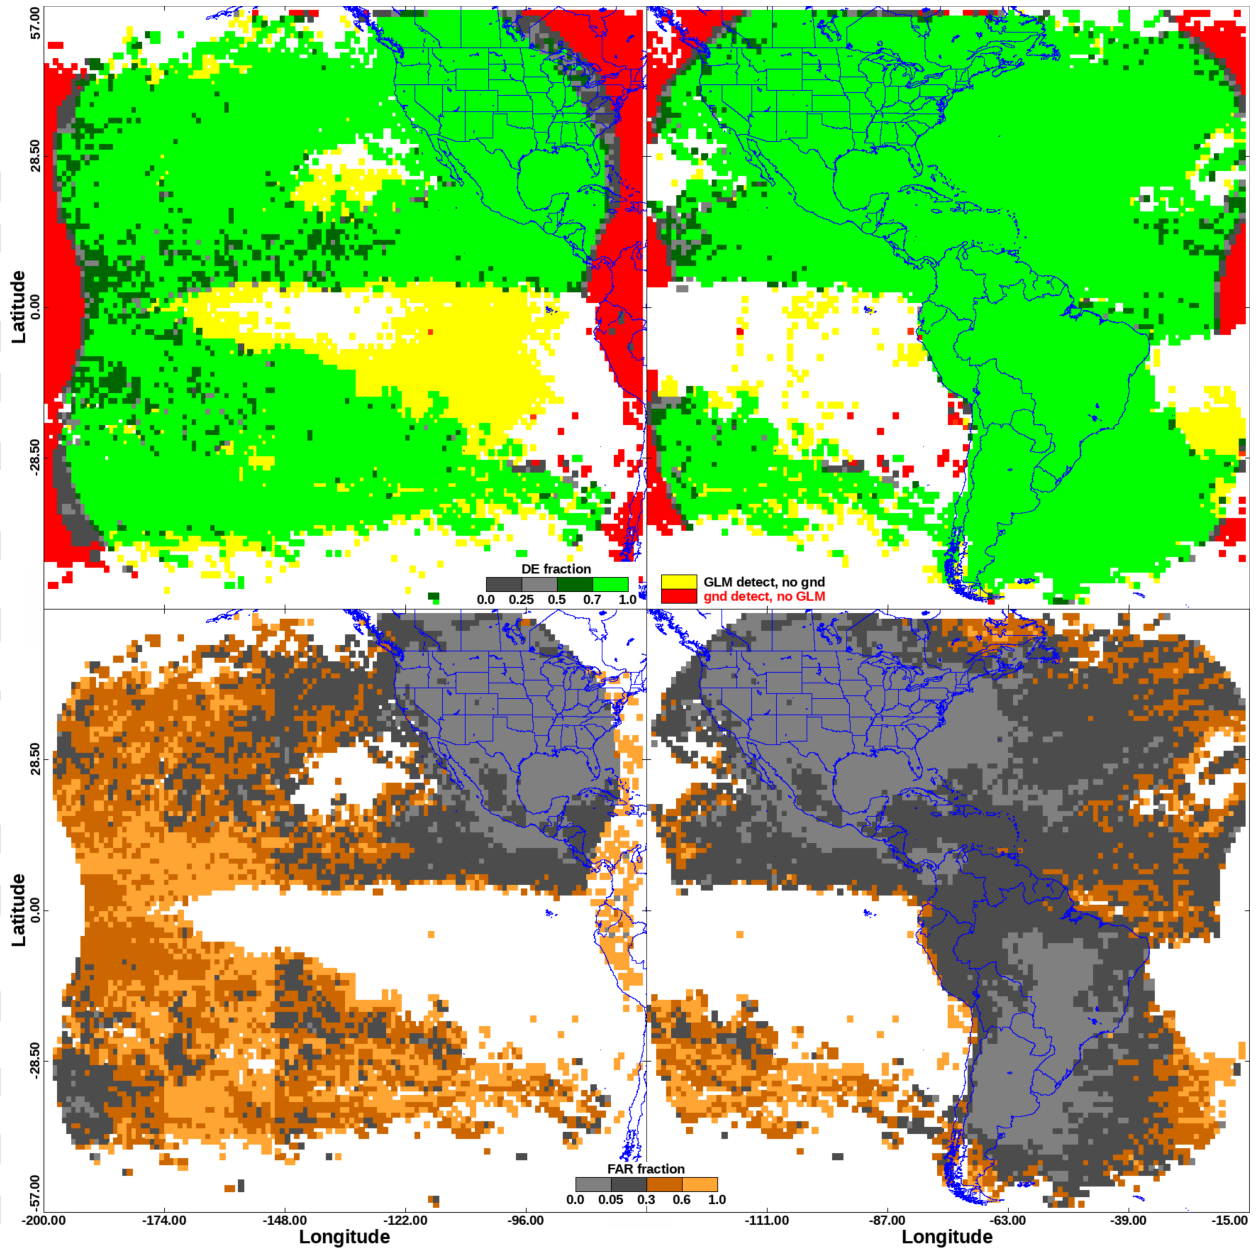 57.00
28.50
Latitude
0.00
-28.50
DE fraction
0.0 0.25 0.5 0.7 1.0
GLM detect, no gnd
gnd detect, no GLM
28.50
Latitude
0.00
-28.50
-57.00
FAR fraction
0.0 0.05 0.3 0.6 1.0
-200.00 -174.00 -148.00 -122.00 -96.00 -111.00 -87.00 -63.00 -39.00 -15.00
Longitude Longitude